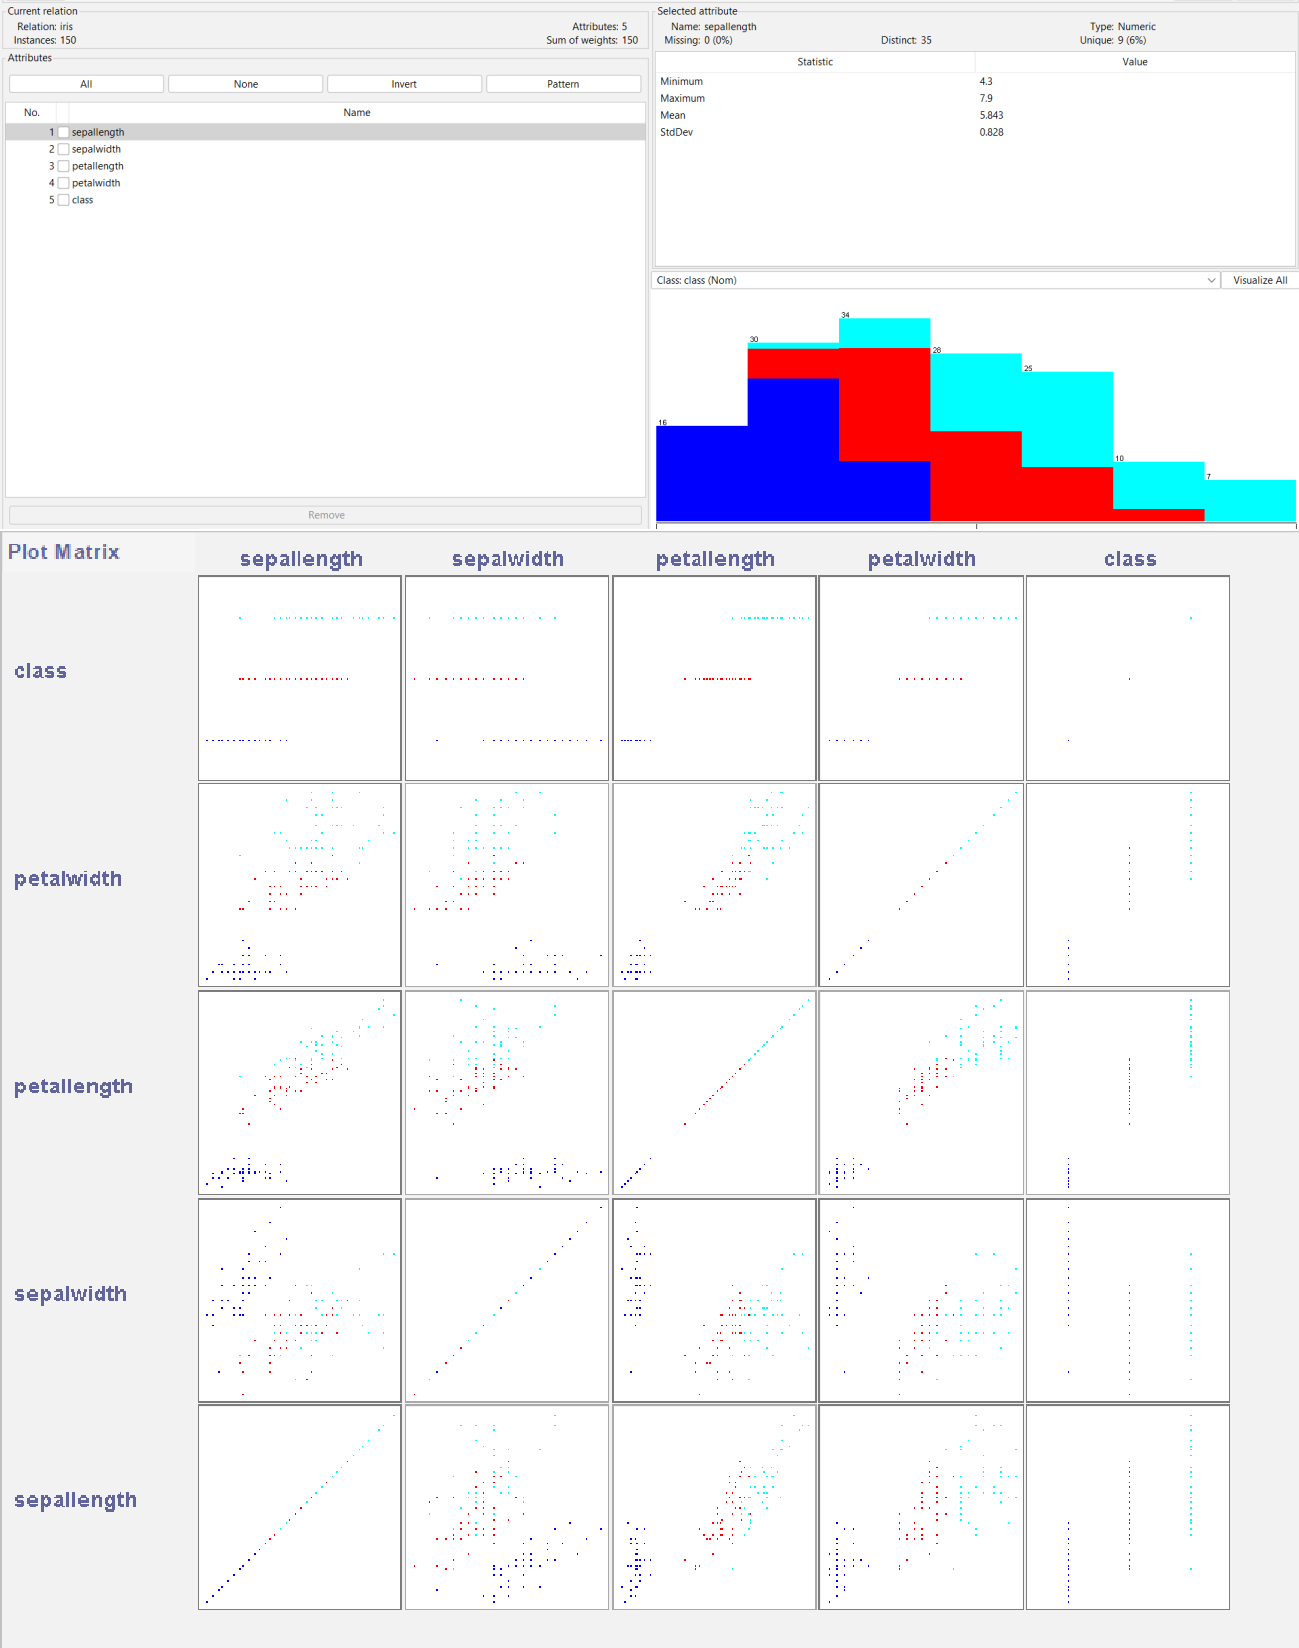 Current relation
Relation: iris
Attributes: 5
Instances: 150
Sum of weights: 150
Attributes
All
None
Invert
Pattern
No.
Name
1 sepallength
2 sepalwidth
3 petallength
4 petalwidth
5 class
Remove
Selected attribute
Name: sepallength
Type: Numeric
Missing: 0 (0%)
Distinct: 35
Unique: 9 (6%)
Statistic
Value
Minimum 4.3
Maximum 7.9
Mean 5.843
StdDev 0.828
Class: class (Nom)
Visualize All
16
30
34
28
25
10
7
Plot Matrix
sepallength
sepalwidth
petallength
petalwidth
class
class
petalwidth
petallength
sepalwidth
sepallength